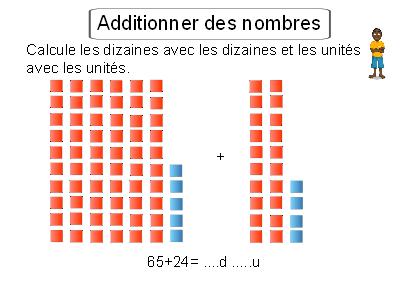 Additionner des nombres
Calcule les dizaines avec les dizaines et les unités
avec les unités.
+
65+24= ....d .....u